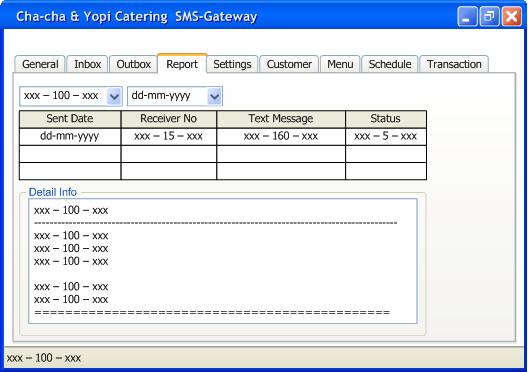 Cha-cha & Yopi Catering SMS-Gateway
General Inbox Outbox Report Settings Customer Menu Schedule Transaction
xxx – 100 – xxx dd-mm-yyyy
Sent Date Receiver No Text Message Status
dd-mm-yyyy xxx – 15 – xxx xxx – 160 – xxx xxx – 5 – xxx
Detail Info
xxx – 100 – xxx
------------------------------------------------------------------------------------------
xxx – 100 – xxx
xxx – 100 – xxx
xxx – 100 – xxx
xxx – 100 – xxx
xxx – 100 – xxx
==============================================
xxx – 100 – xxx